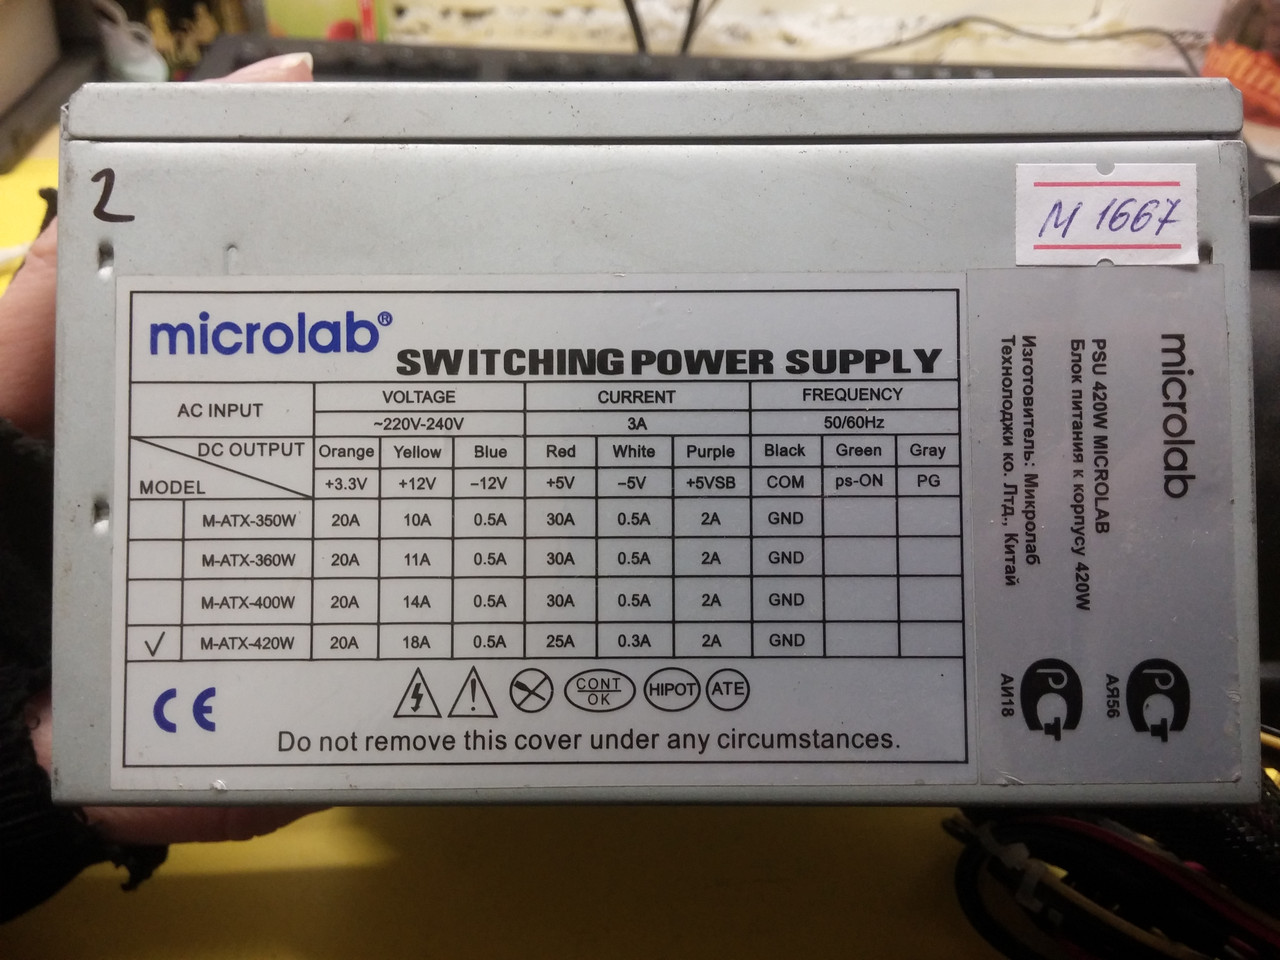 2
M 1667
microlab®
SWITCHING POWER SUPPLY
AC INPUT VOLTAGE CURRENT FREQUENCY
~220V-240V 3A 50/60Hz
DC OUTPUT Orange Yellow Blue Red White Purple Black Green Gray
MODEL +3.3V +12V –12V +5V –5V +5VSB COM ps-ON PG
M-ATX-350W 20A 10A 0.5A 30A 0.5A 2A GND
M-ATX-360W 20A 11A 0.5A 30A 0.5A 2A GND
M-ATX-400W 20A 14A 0.5A 30A 0.5A 2A GND
✓ M-ATX-420W 20A 18A 0.5A 25A 0.3A 2A GND
CE
CONT
OK
HIPOT
ATE
Do not remove this cover under any circumstances.
microlab
PSU 420W MICROLAB
Блок питания к корпусу 420W
Изготовитель: Микролаб
Технолоджи ко. Лтд., Китай
РСТ
АЯ56
РСТ
АИ18